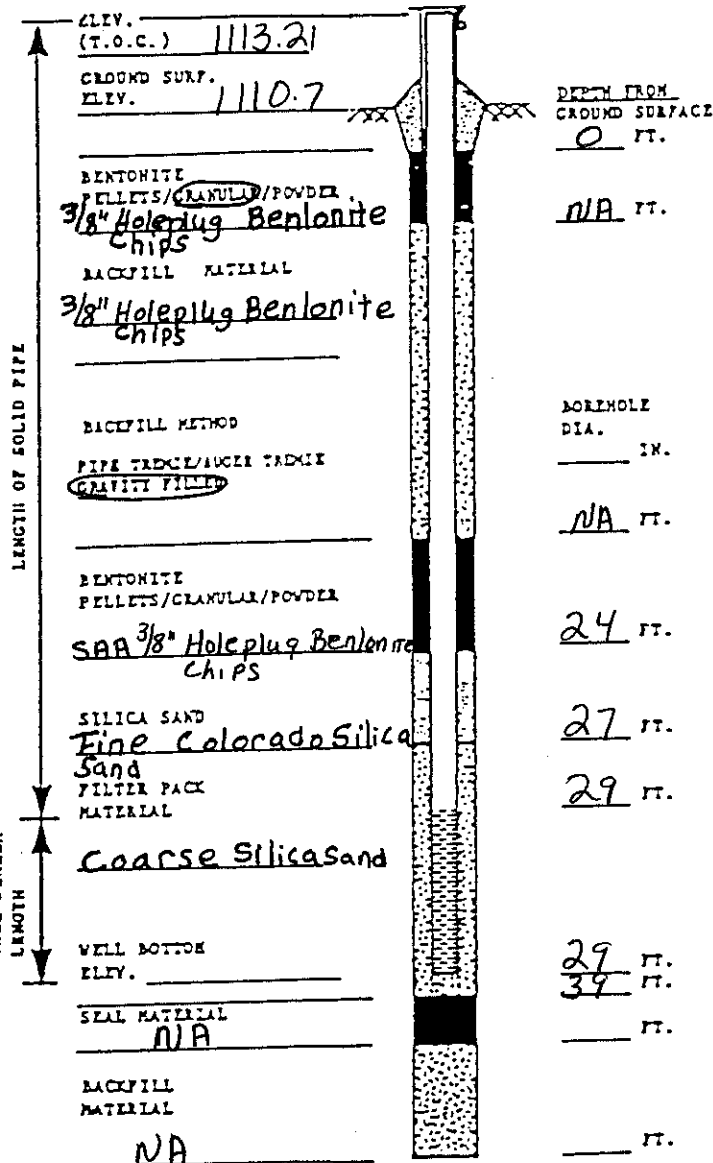 ELEV.
(T.O.C.) 1113.21
GROUND SURF.
ELEV. 1110.7
DEPTH FROM
GROUND SURFACE
0 FT.
BENTONITE
PELLETS/GRANULAR/POWDER
3/8" Holeplug Benlonite
Chips
NA FT.
BACKFILL MATERIAL
3/8" Holeplug Benlonite
Chips
LENGTH OF SOLID PIPE
BACKFILL METHOD
BOREHOLE
DIA.
IN.
PIPE TREMIE/AUGER TREMIE
GRAVITY FILLED
NA FT.
BENTONITE
PELLETS/GRANULAR/POWDER
SAA 3/8" Holeplug Benlonite
Chips
24 FT.
SILICA SAND
Fine Colorado Silica
Sand
27 FT.
FILTER PACK
MATERIAL
29 FT.
Coarse Silica Sand
LENGTH
WELL BOTTOM
ELEV.
29 FT.
39 FT.
SEAL MATERIAL
N/A
FT.
BACKFILL
MATERIAL
NA
FT.